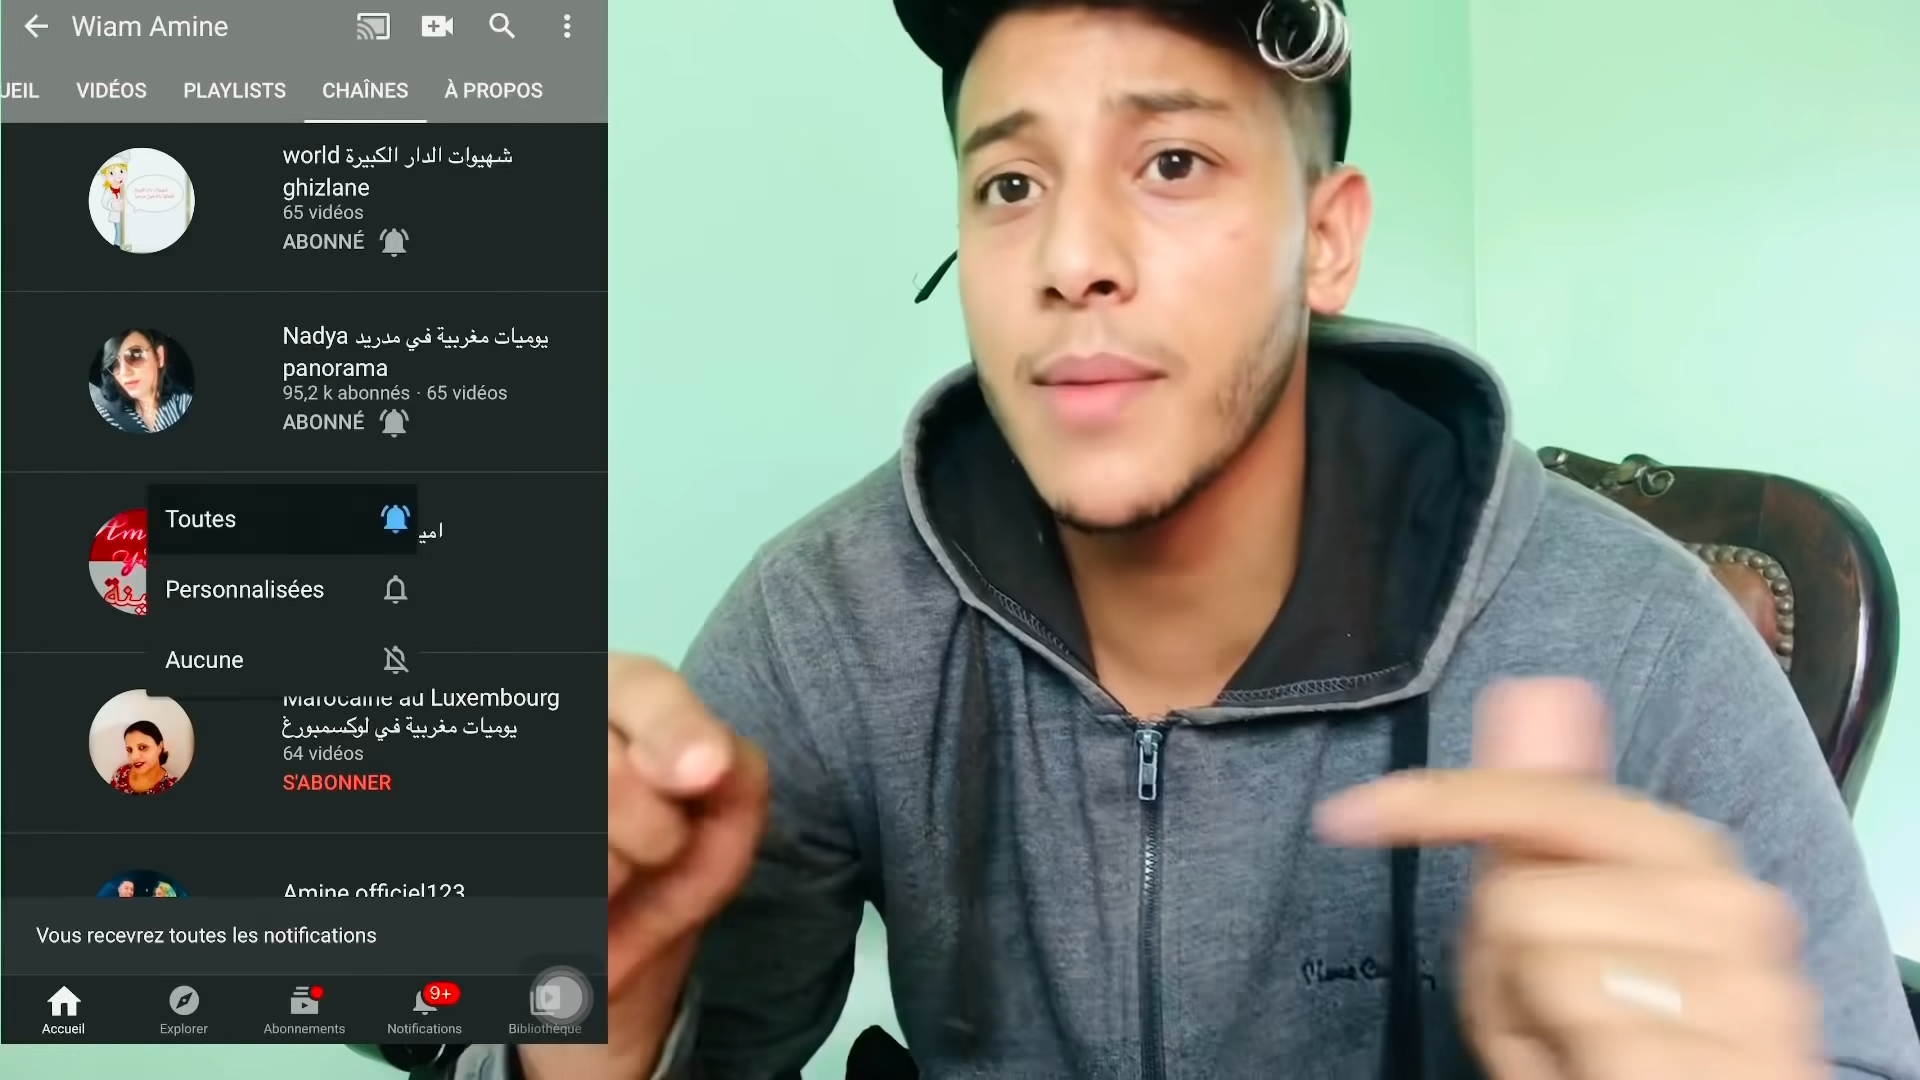 Wiam Amine
UEIL VIDÉOS PLAYLISTS CHAÎNES À PROPOS
world شهيوات الدار الكبيرة
ghizlane
65 vidéos
ABONNÉ
Nadya يوميات مغربية في مدريد
panorama
95,2 k abonnés · 65 vidéos
ABONNÉ
Toutes
Personnalisées
Aucune
Marocaine au Luxembourg
يوميات مغربية في لوكسمبورغ
64 vidéos
S'ABONNER
Amine officiel123
Vous recevrez toutes les notifications
9+
Accueil Explorer Abonnements Notifications Bibliothèque